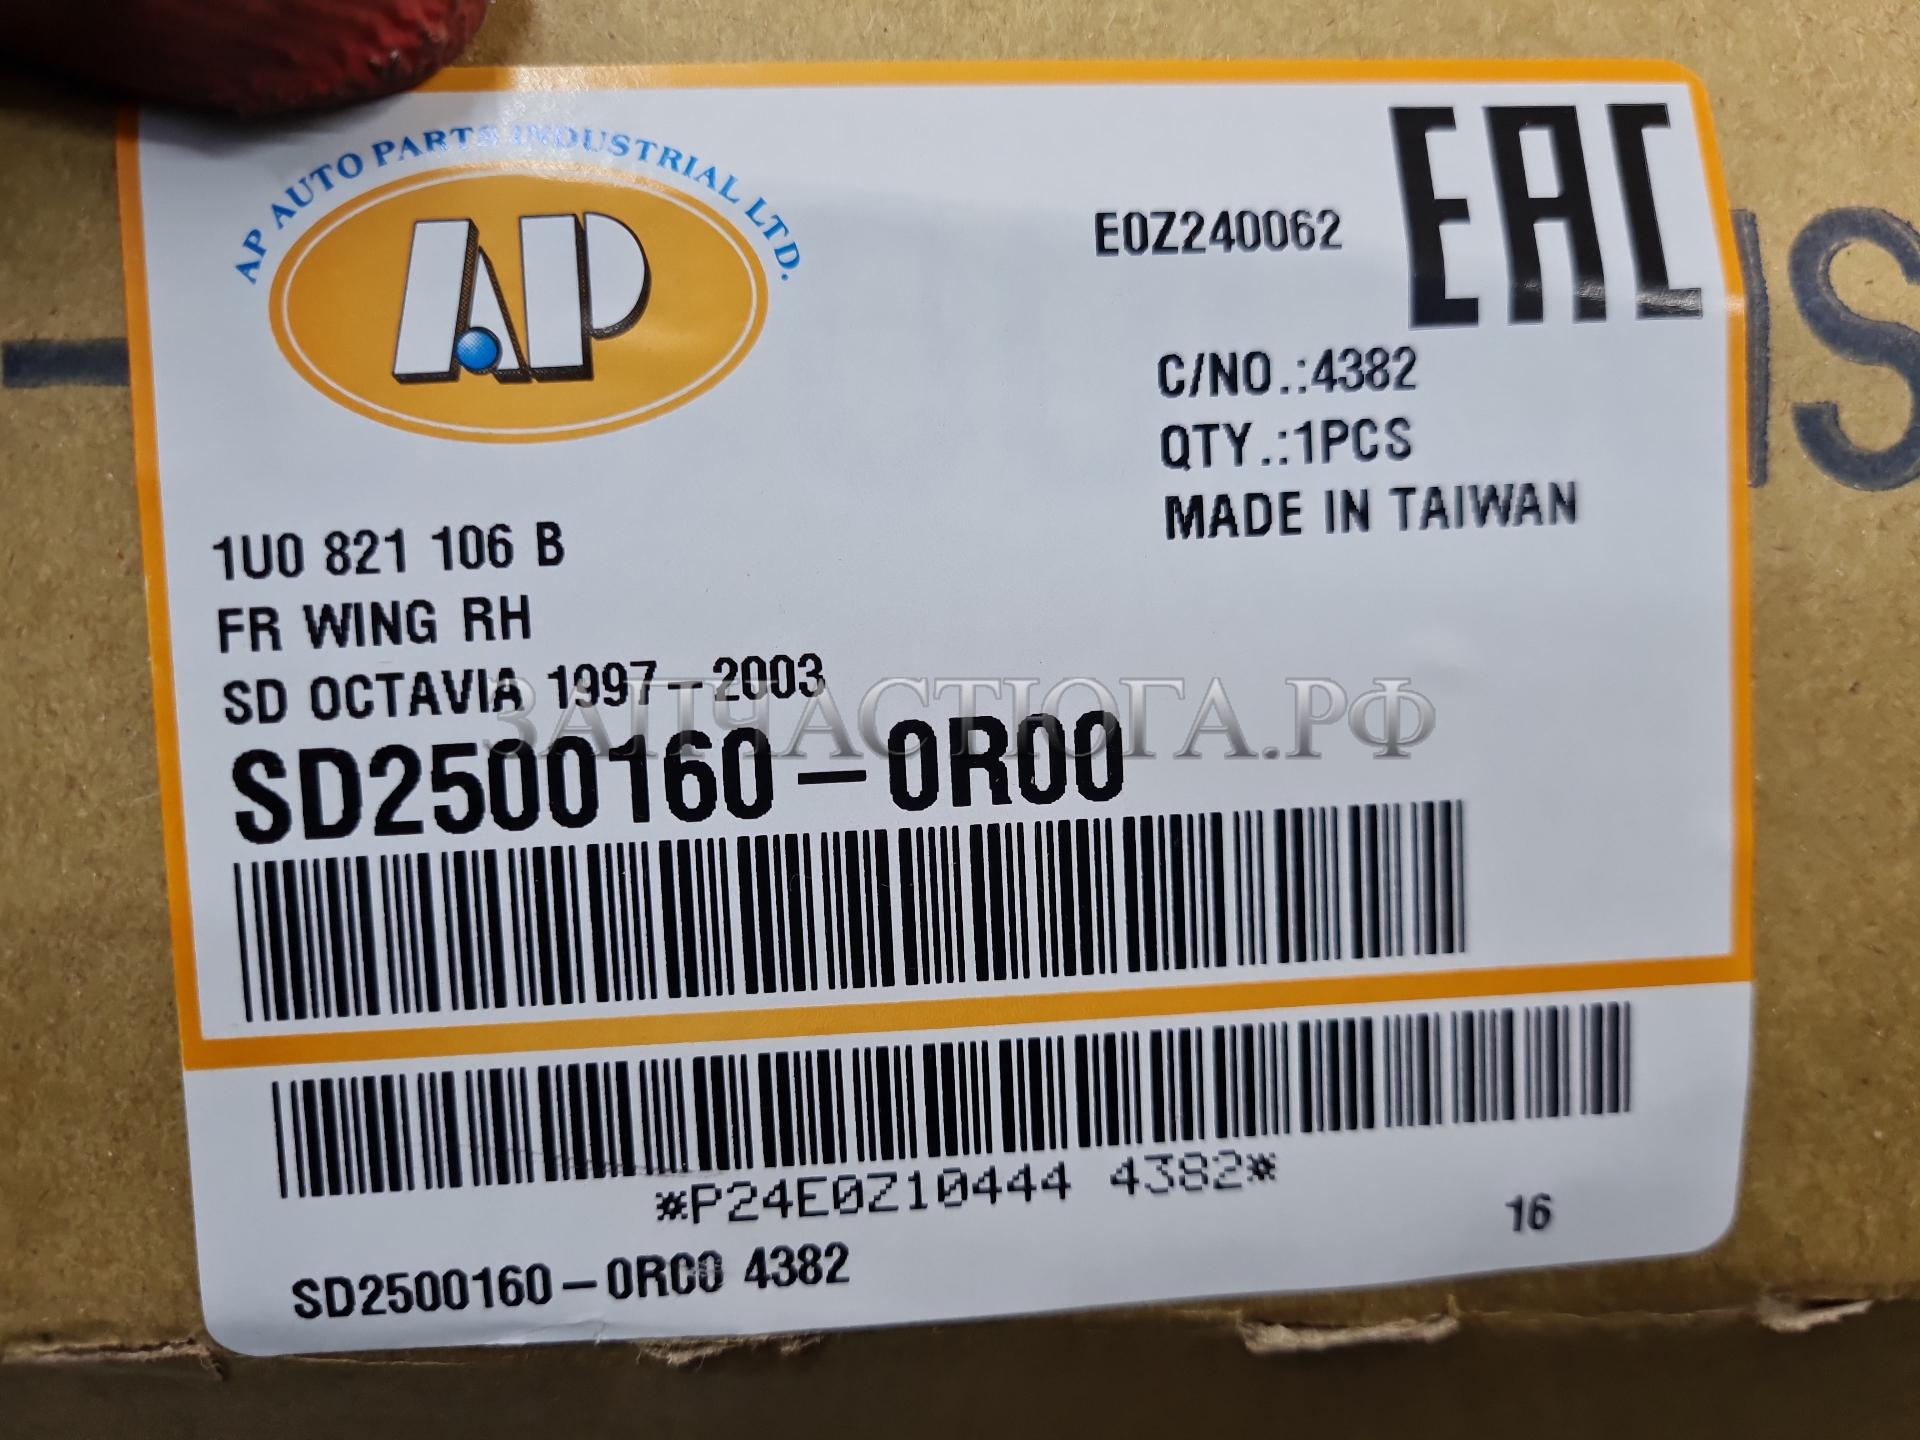 AP AUTO PARTS INDUSTRIAL LTD.
AP
E0Z240062
EAC
C/NO.:4382
QTY.:1PCS
MADE IN TAIWAN
1U0 821 106 B
FR WING RH
SD OCTAVIA 1997-2003
ЗАПЧАСТЮГА.РФ
SD2500160-0R00
*P24E0Z10444 4382*
16
SD2500160-0R00 4382